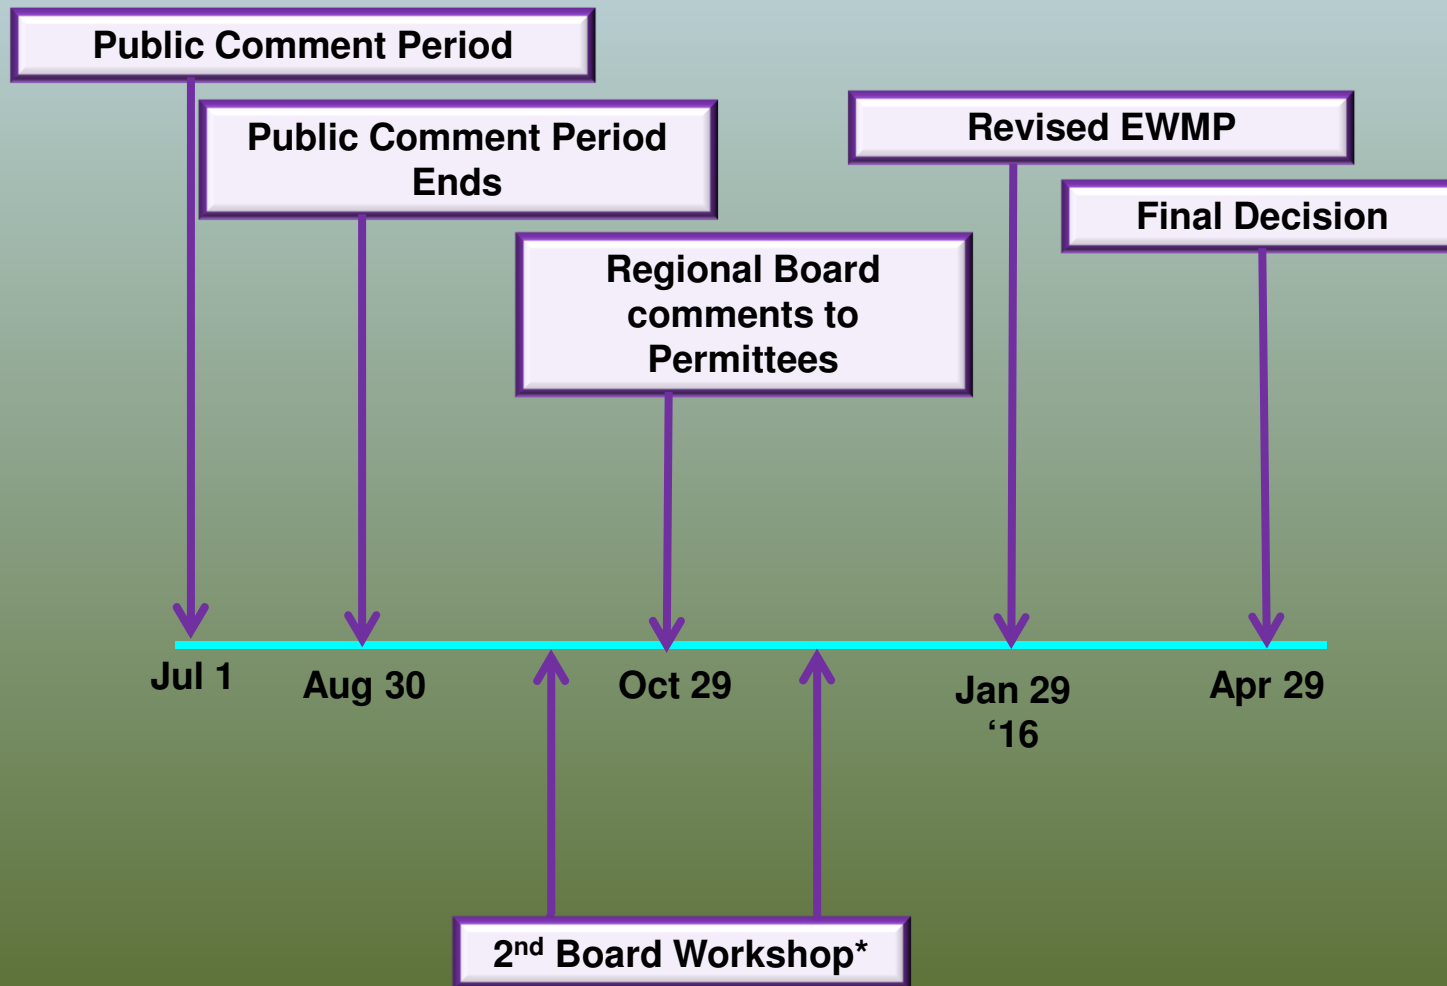 Public Comment Period
Public Comment Period
Ends
Revised EWMP
Final Decision
Regional Board
comments to
Permittees
Jul 1
Aug 30
Oct 29
Jan 29
‘16
Apr 29
2nd Board Workshop*